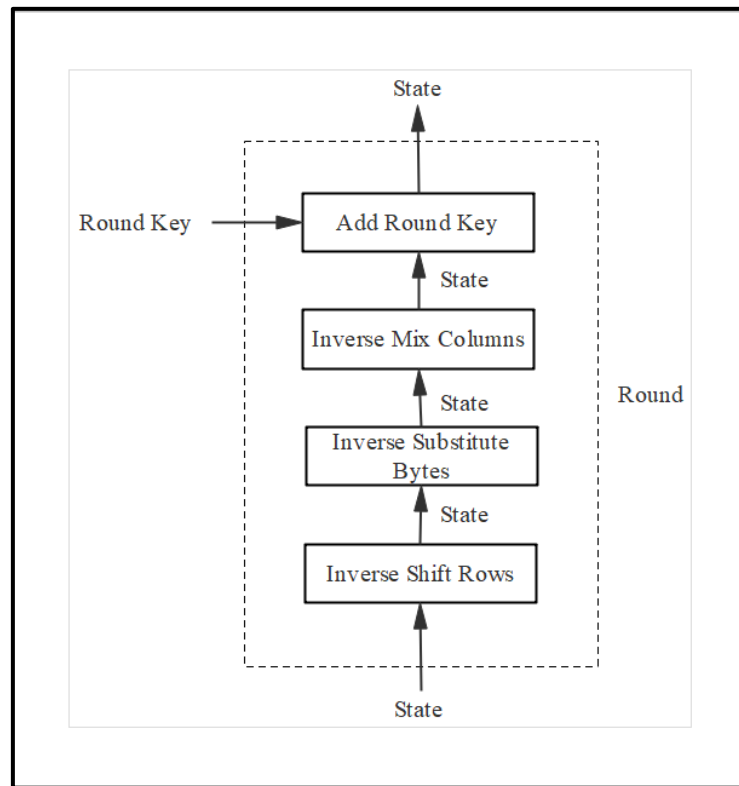 State
Round Key
Add Round Key
State
Inverse Mix Columns
State
Round
Inverse Substitute
Bytes
State
Inverse Shift Rows
State